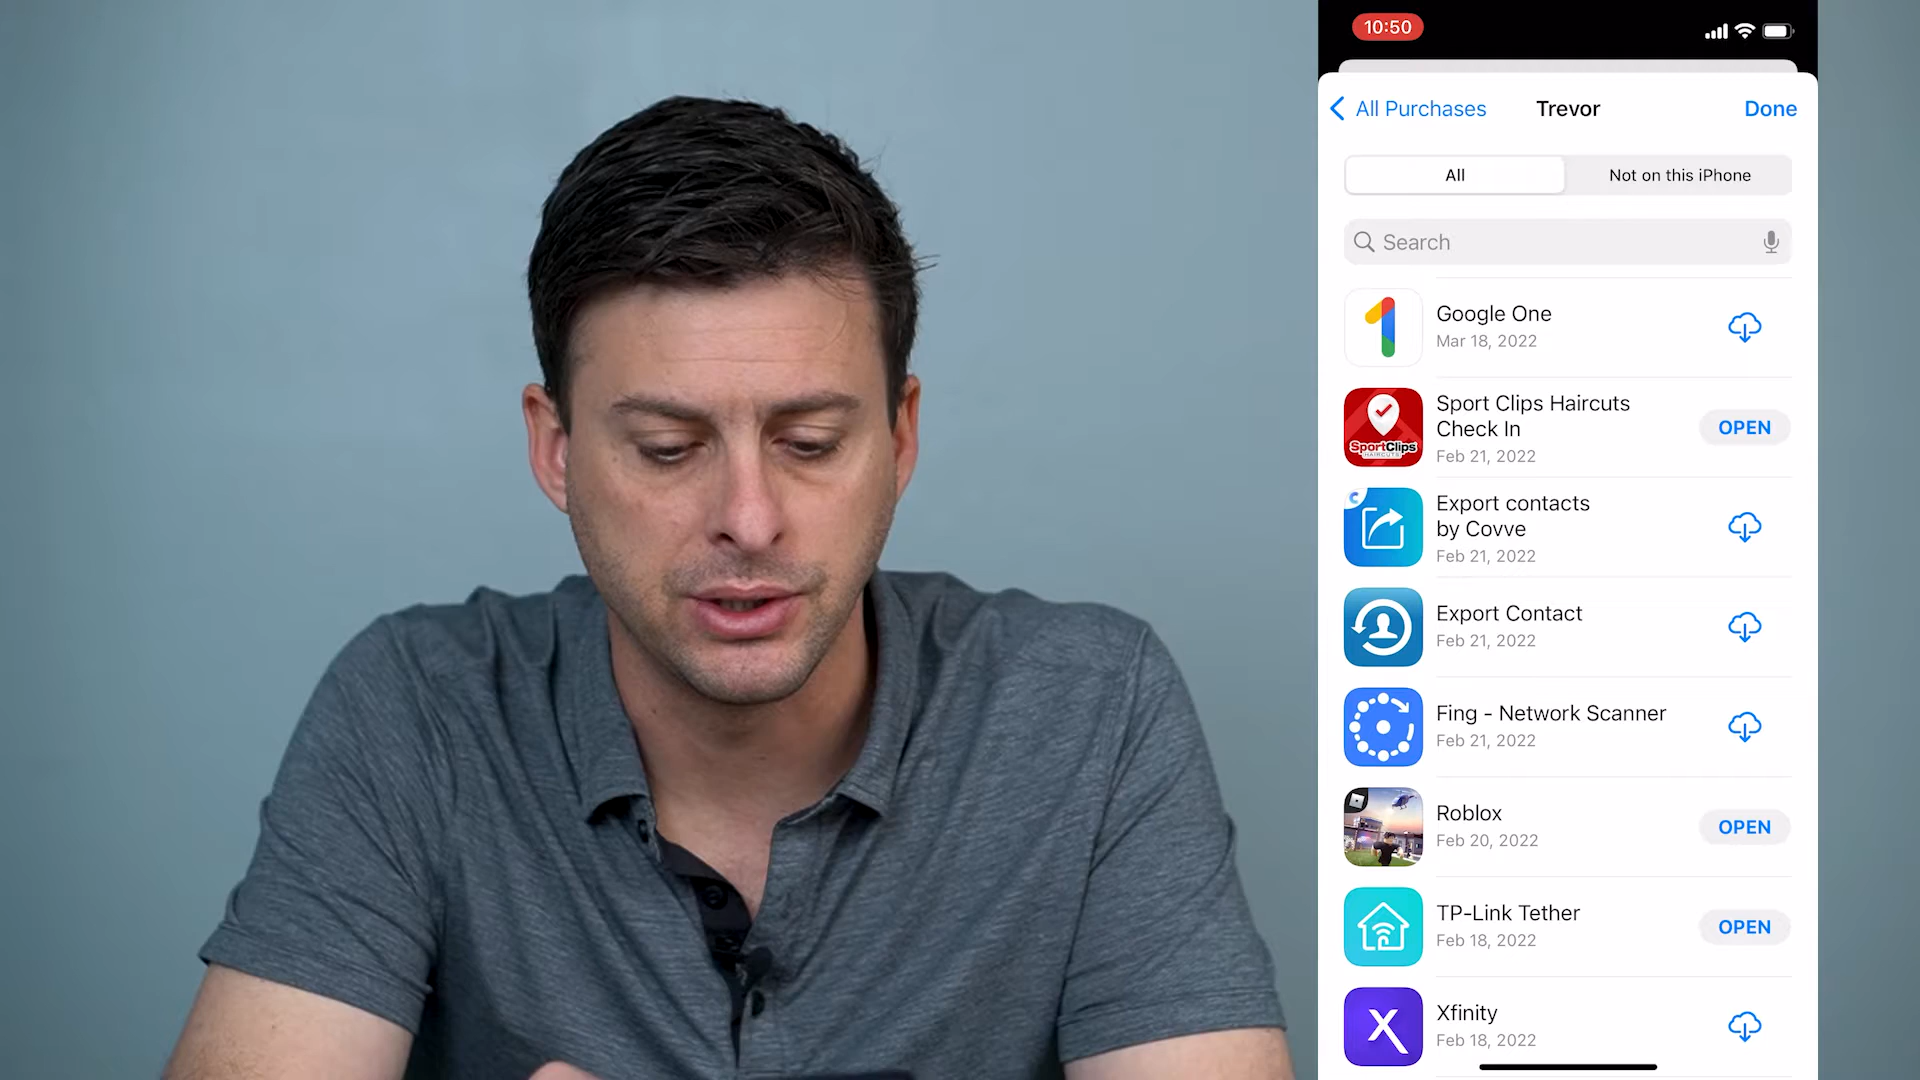 10:50
All Purchases Trevor Done
All Not on this iPhone
Search
Google One
Mar 18, 2022
Sport Clips Haircuts
Check In
OPEN
Feb 21, 2022
SportClips
HAIRCUTS
Export contacts
by Covve
Feb 21, 2022
Export Contact
Feb 21, 2022
Fing - Network Scanner
Feb 21, 2022
Roblox
OPEN
Feb 20, 2022
TP-Link Tether
OPEN
Feb 18, 2022
Xfinity
X
Feb 18, 2022